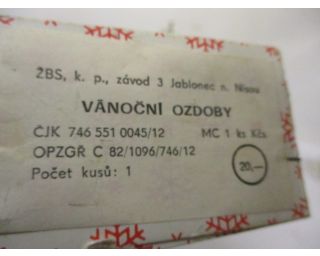 ŽBS, k. p., závod 3 Jablonec n. Nisou
VÁNOČNÍ OZDOBY
ČJK 746 551 0045/12 MC 1 ks Kčs
OPZGŘ C 82/1096/746/12
Počet kusů: 1
20,—